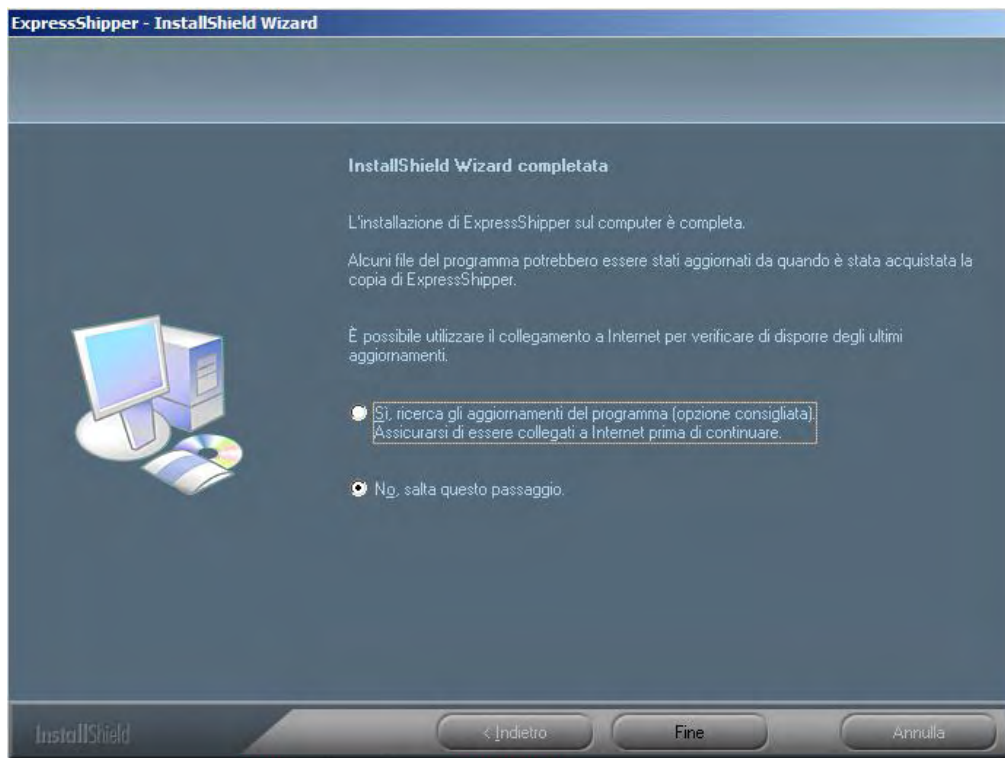 ExpressShipper - InstallShield Wizard
InstallShield Wizard completata
L'installazione di ExpressShipper sul computer è completa.
Alcuni file del programma potrebbero essere stati aggiornati da quando è stata acquistata la
copia di ExpressShipper.
È possibile utilizzare il collegamento a Internet per verificare di disporre degli ultimi
aggiornamenti.
Sì, ricerca gli aggiornamenti del programma (opzione consigliata).
Assicurarsi di essere collegati a Internet prima di continuare.
No, salta questo passaggio.
InstallShield
< Indietro
Fine
Annulla